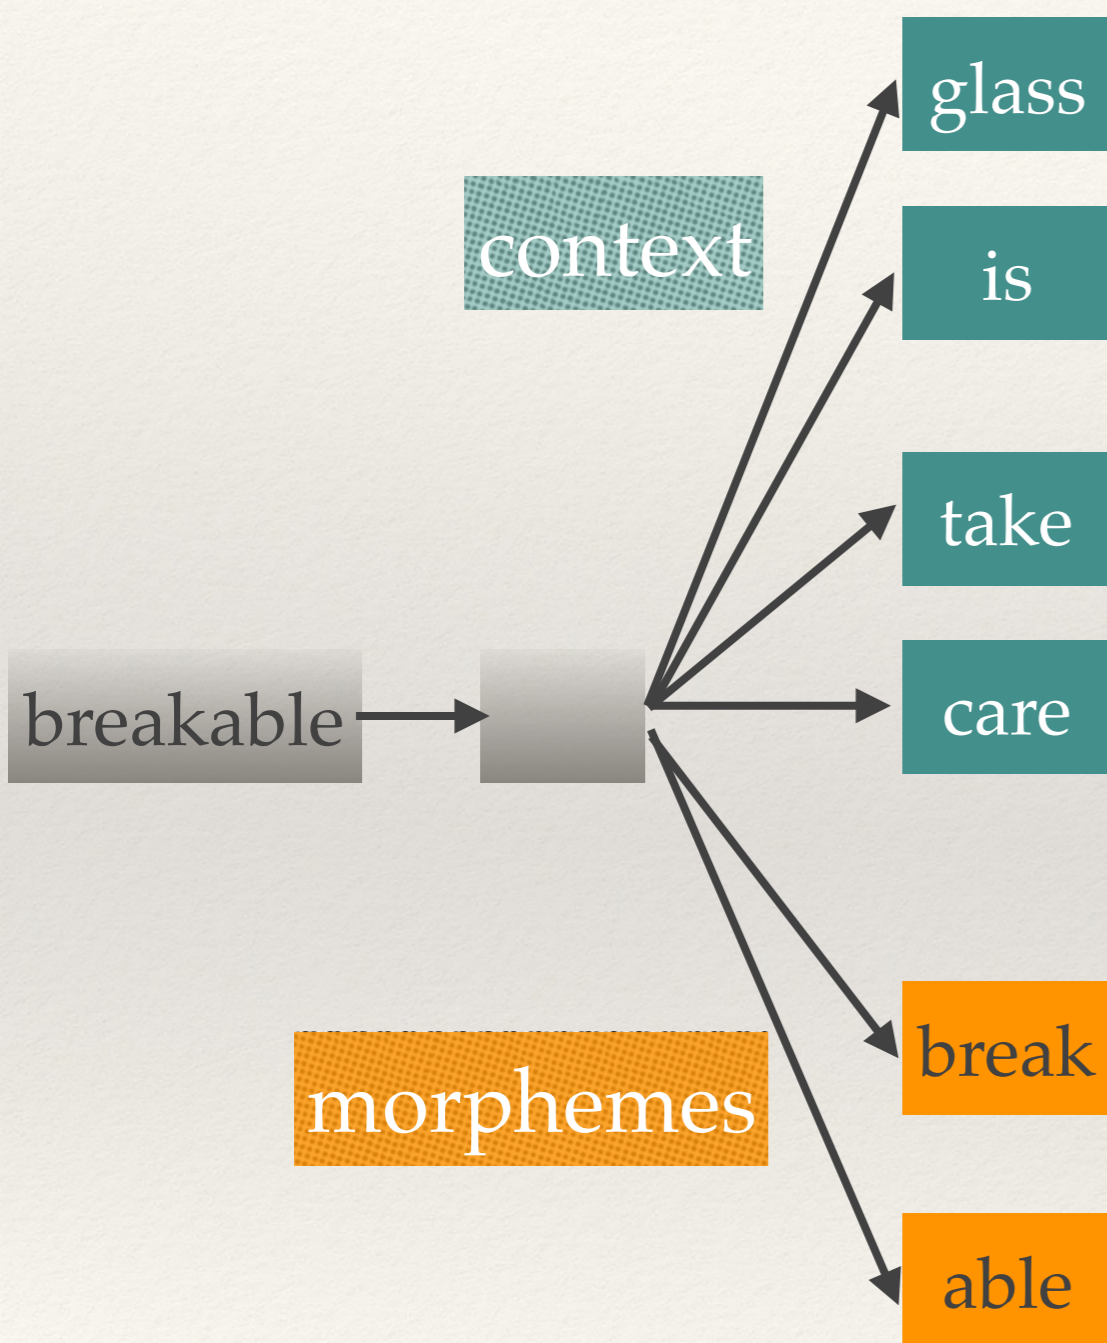 glass
context
is
take
care
breakable
break
morphemes
able